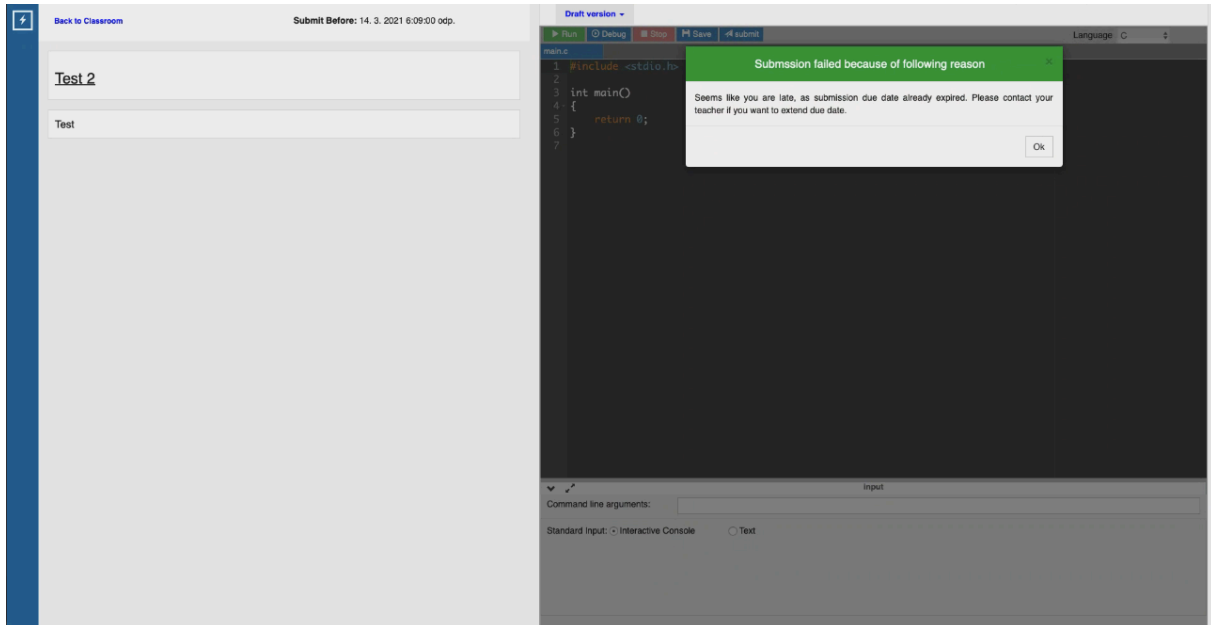 Back to Classroom
Submit Before: 14. 3. 2021 6:09:00 odp.
Test 2
Test
Draft version
Run Debug Stop Save submit
Language C
main.c
1 #include <stdio.h>
2
3 int main()
4 {
5 return 0;
6 }
7
Submssion failed because of following reason
×
Seems like you are late, as submission due date already expired. Please contact your
teacher if you want to extend due date.
Ok
input
Command line arguments:
Standard Input: Interactive Console Text